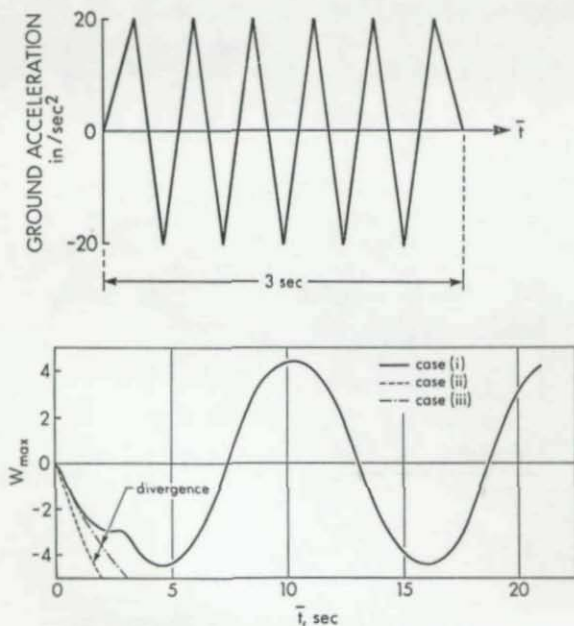 20
0
-20
GROUND ACCELERATION
in/sec²
t̄
3 sec
4
2
0
-2
-4
W max
case (i)
case (ii)
case (iii)
divergence
0
5
10
15
20
t̄, sec